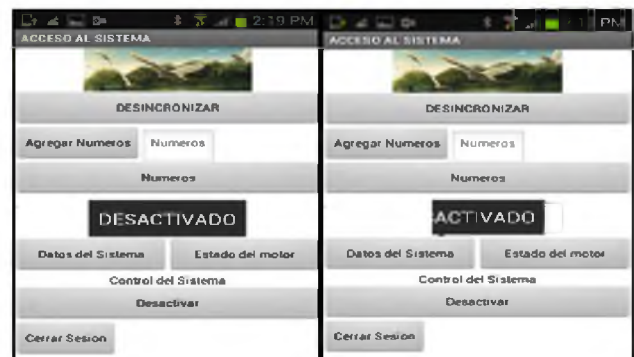 2:19 PM
ACCESO AL SISTEMA
DESINCRONIZAR
Agregar Numeros Numeros
Numeros
DESACTIVADO
Datos del Sistema Estado del motor
Control del Sistema
Desactivar
Cerrar Sesion
PM
ACCESO AL SISTEMA
DESINCRONIZAR
Agregar Numeros Numeros
Numeros
ACTIVADO
Datos del Sistema Estado del motor
Control del Sistema
Desactivar
Cerrar Sesion